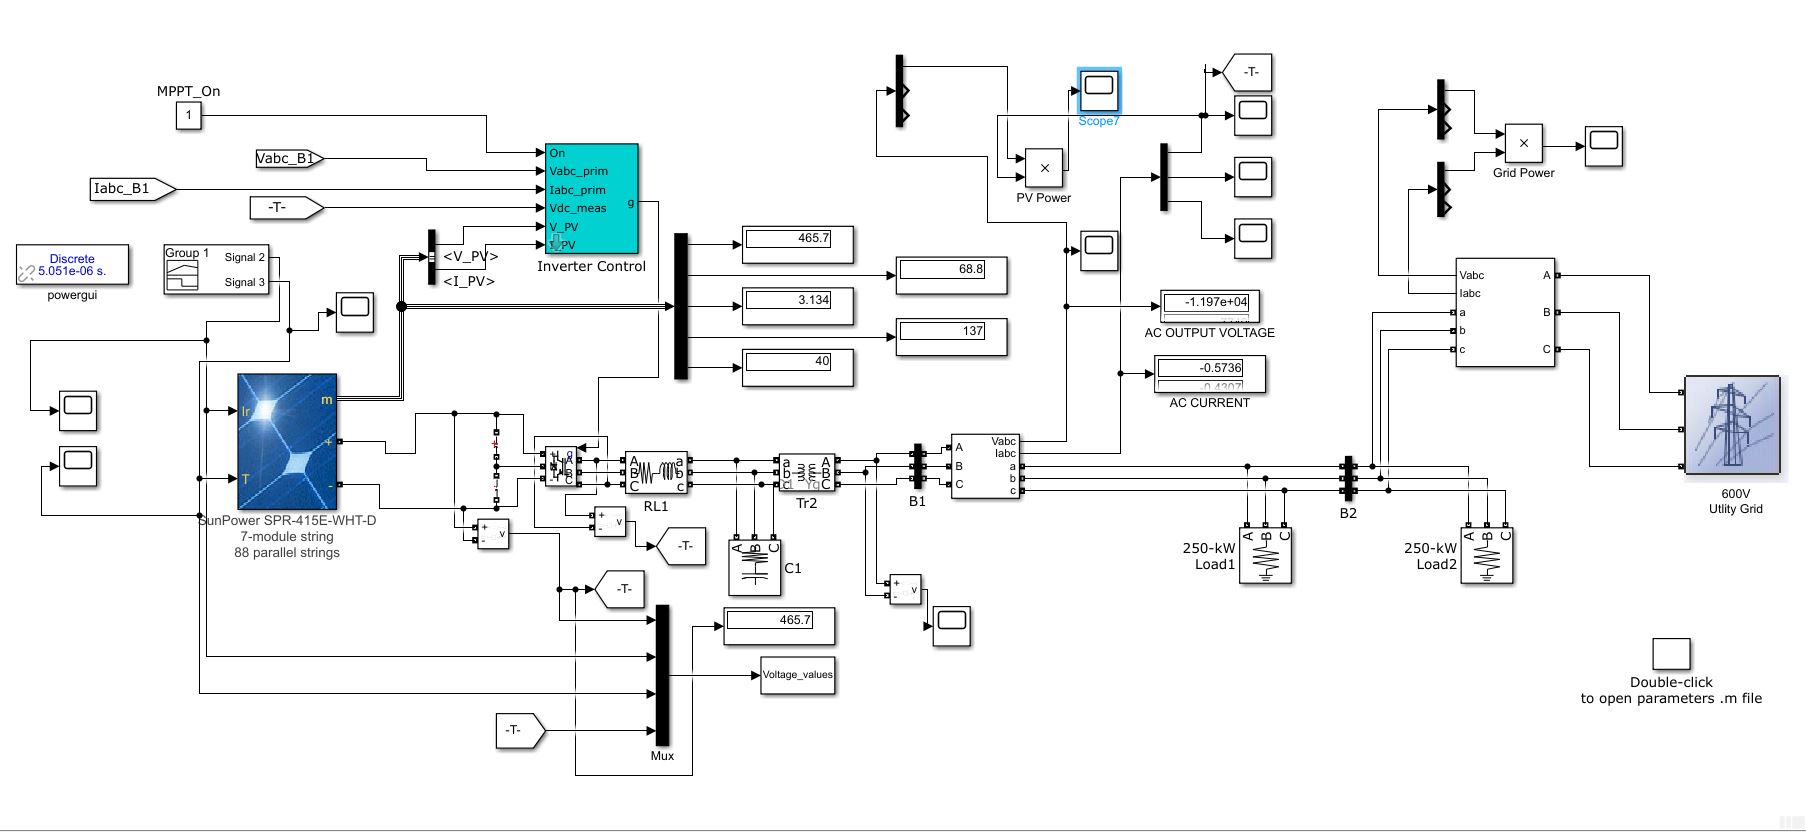 MPPT_On
1
Vabc_B1
Iabc_B1
-T-
On
Vabc_prim
Iabc_prim
Vdc_meas
V_PV
I_PV
g
Inverter Control
<V_PV>
<I_PV>
Discrete
5.051e-06 s.
powergui
Group 1
Signal 2
Signal 3
465.7
68.8
3.134
137
40
Scope7
×
PV Power
-T-
-1.197e+04
AC OUTPUT VOLTAGE
-0.5736
-0.4307
AC CURRENT
×
Grid Power
Vabc
Iabc
a
b
c
A
B
C
600V
Utlity Grid
Ir
T
m
+
-
SunPower SPR-415E-WHT-D
7-module string
88 parallel strings
g
A
B
C
+
-
A
B
C
a
b
c
RL1
a
b
c
A
B
C
Tr2
B1
A
B
C
Vabc
Iabc
a
b
c
B2
+
-
v
+
-
v
-T-
A
B
C
C1
+
-
v
A
B
C
250-kW
Load1
A
B
C
250-kW
Load2
-T-
465.7
Voltage_values
-T-
Mux
Double-click
to open parameters .m file